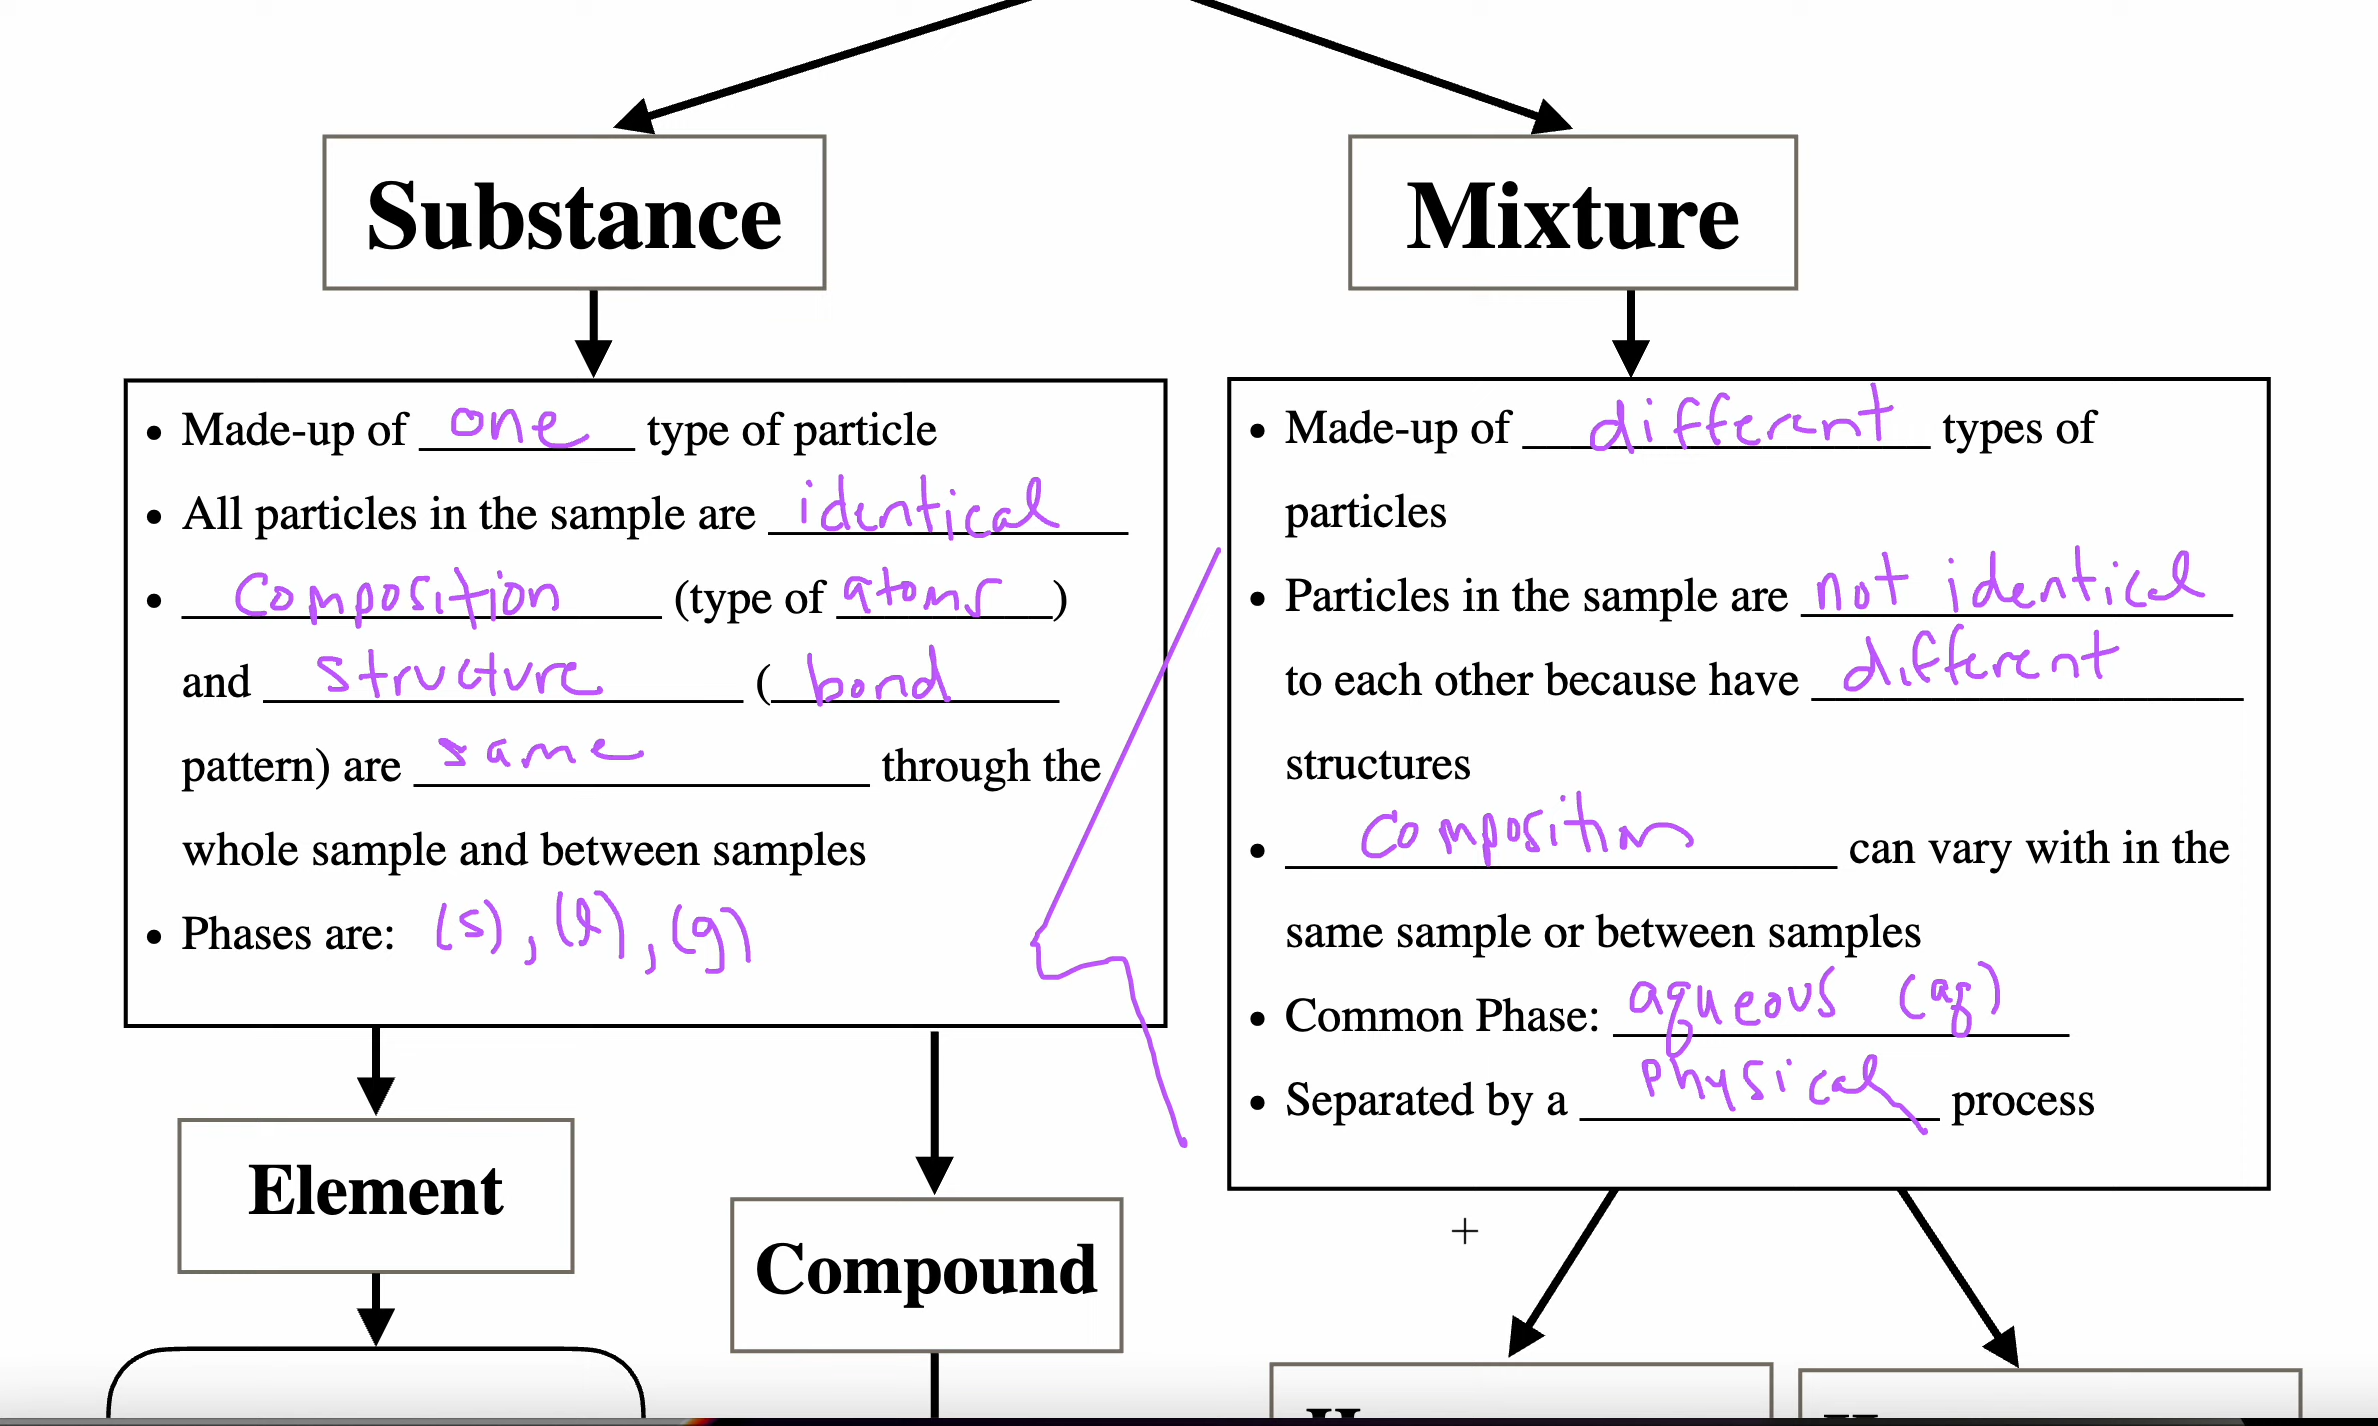 Substance
Mixture
• Made-up of one type of particle
• All particles in the sample are identical
• Composition (type of atoms)
and structure (bond
pattern) are same through the
whole sample and between samples
• Phases are: (s), (l), (g)
• Made-up of different types of
particles
• Particles in the sample are not identical
to each other because have different
structures
• Composition can vary with in the
same sample or between samples
• Common Phase: aqueous (aq)
• Separated by a physical process
Element
Compound